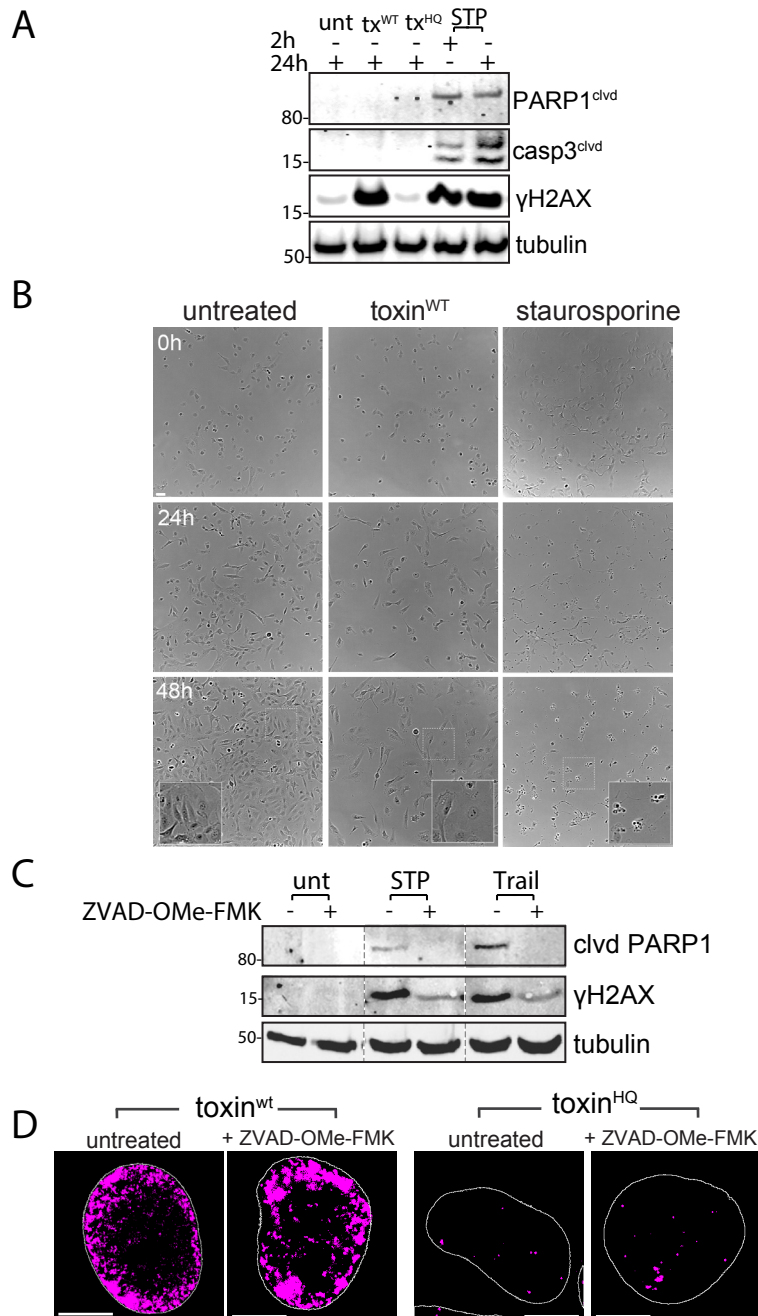 A
unt tx^WT tx^HQ STP
2h - - - + -
24h + + + - +
80- PARP1^clvd
15- casp3^clvd
15- γH2AX
50- tubulin
B
untreated toxin^WT staurosporine
0h
24h
48h
C
unt STP Trail
ZVAD-OMe-FMK - + - + - +
80- clvd PARP1
15- γH2AX
50- tubulin
D
toxin^wt toxin^HQ
untreated + ZVAD-OMe-FMK untreated + ZVAD-OMe-FMK